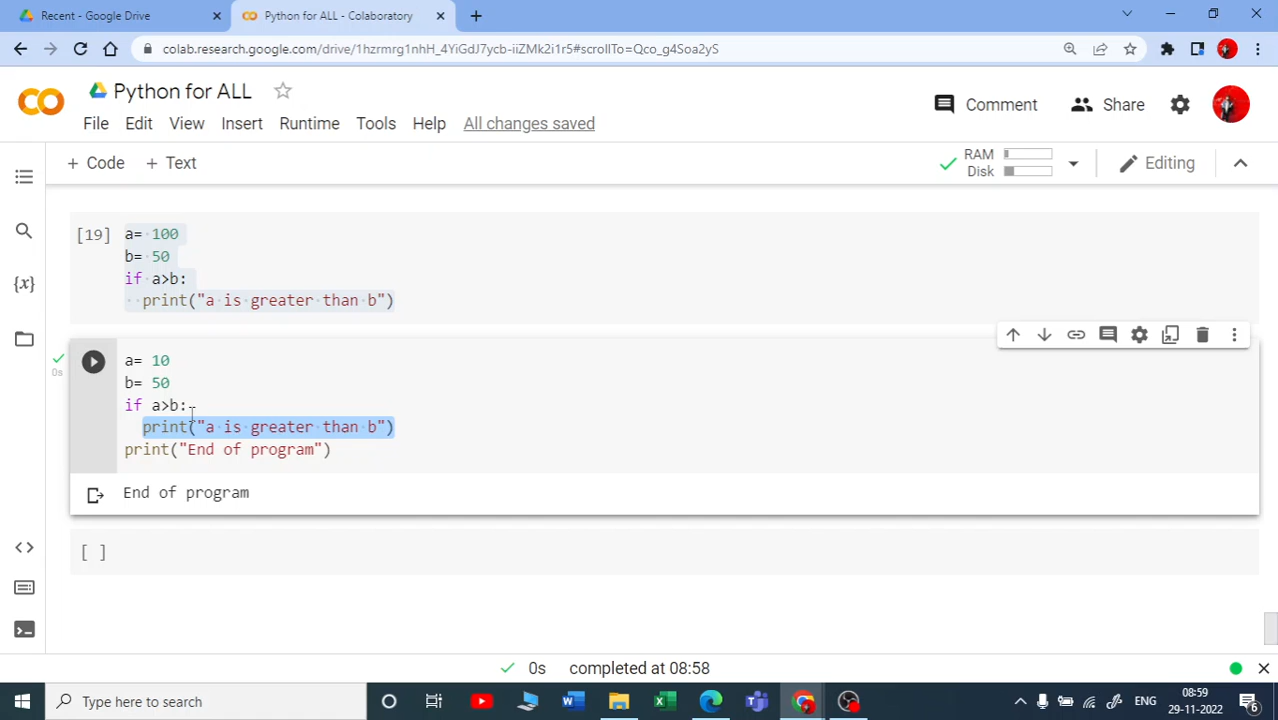 Recent - Google Drive
Python for ALL - Colaboratory
colab.research.google.com/drive/1hzrmrg1nhH_4YiGdJ7ycb-iiZMk2i1r5#scrollTo=Qco_g4Soa2yS
Python for ALL
Comment
Share
File Edit View Insert Runtime Tools Help All changes saved
+ Code + Text
RAM
Disk
Editing
[19] a= 100
b= 50
if a>b:
print("a is greater than b")
a= 10
0s
b= 50
if a>b:
print("a is greater than b")
print("End of program")
End of program
[ ]
{x}
0s completed at 08:58
Type here to search
ENG
08:59
29-11-2022
6